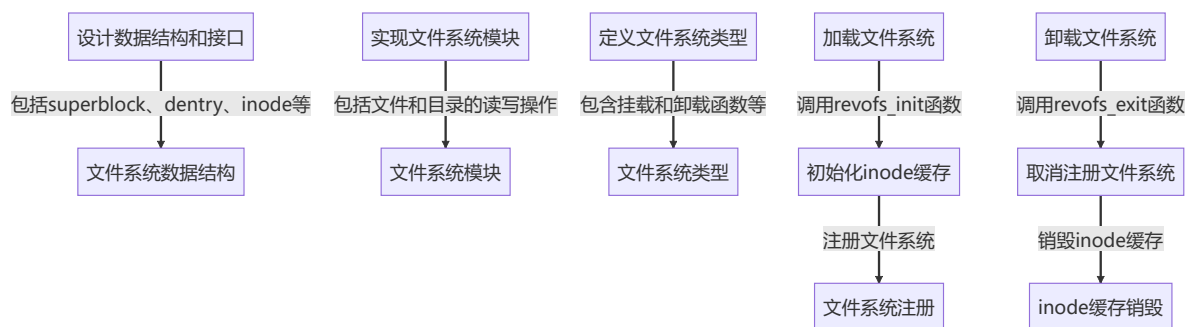 设计数据结构和接口
实现文件系统模块
定义文件系统类型
加载文件系统
卸载文件系统
包括superblock、dentry、inode等
包括文件和目录的读写操作
包含挂载和卸载函数等
调用revofs_init函数
调用revofs_exit函数
文件系统数据结构
文件系统模块
文件系统类型
初始化inode缓存
取消注册文件系统
注册文件系统
销毁inode缓存
文件系统注册
inode缓存销毁